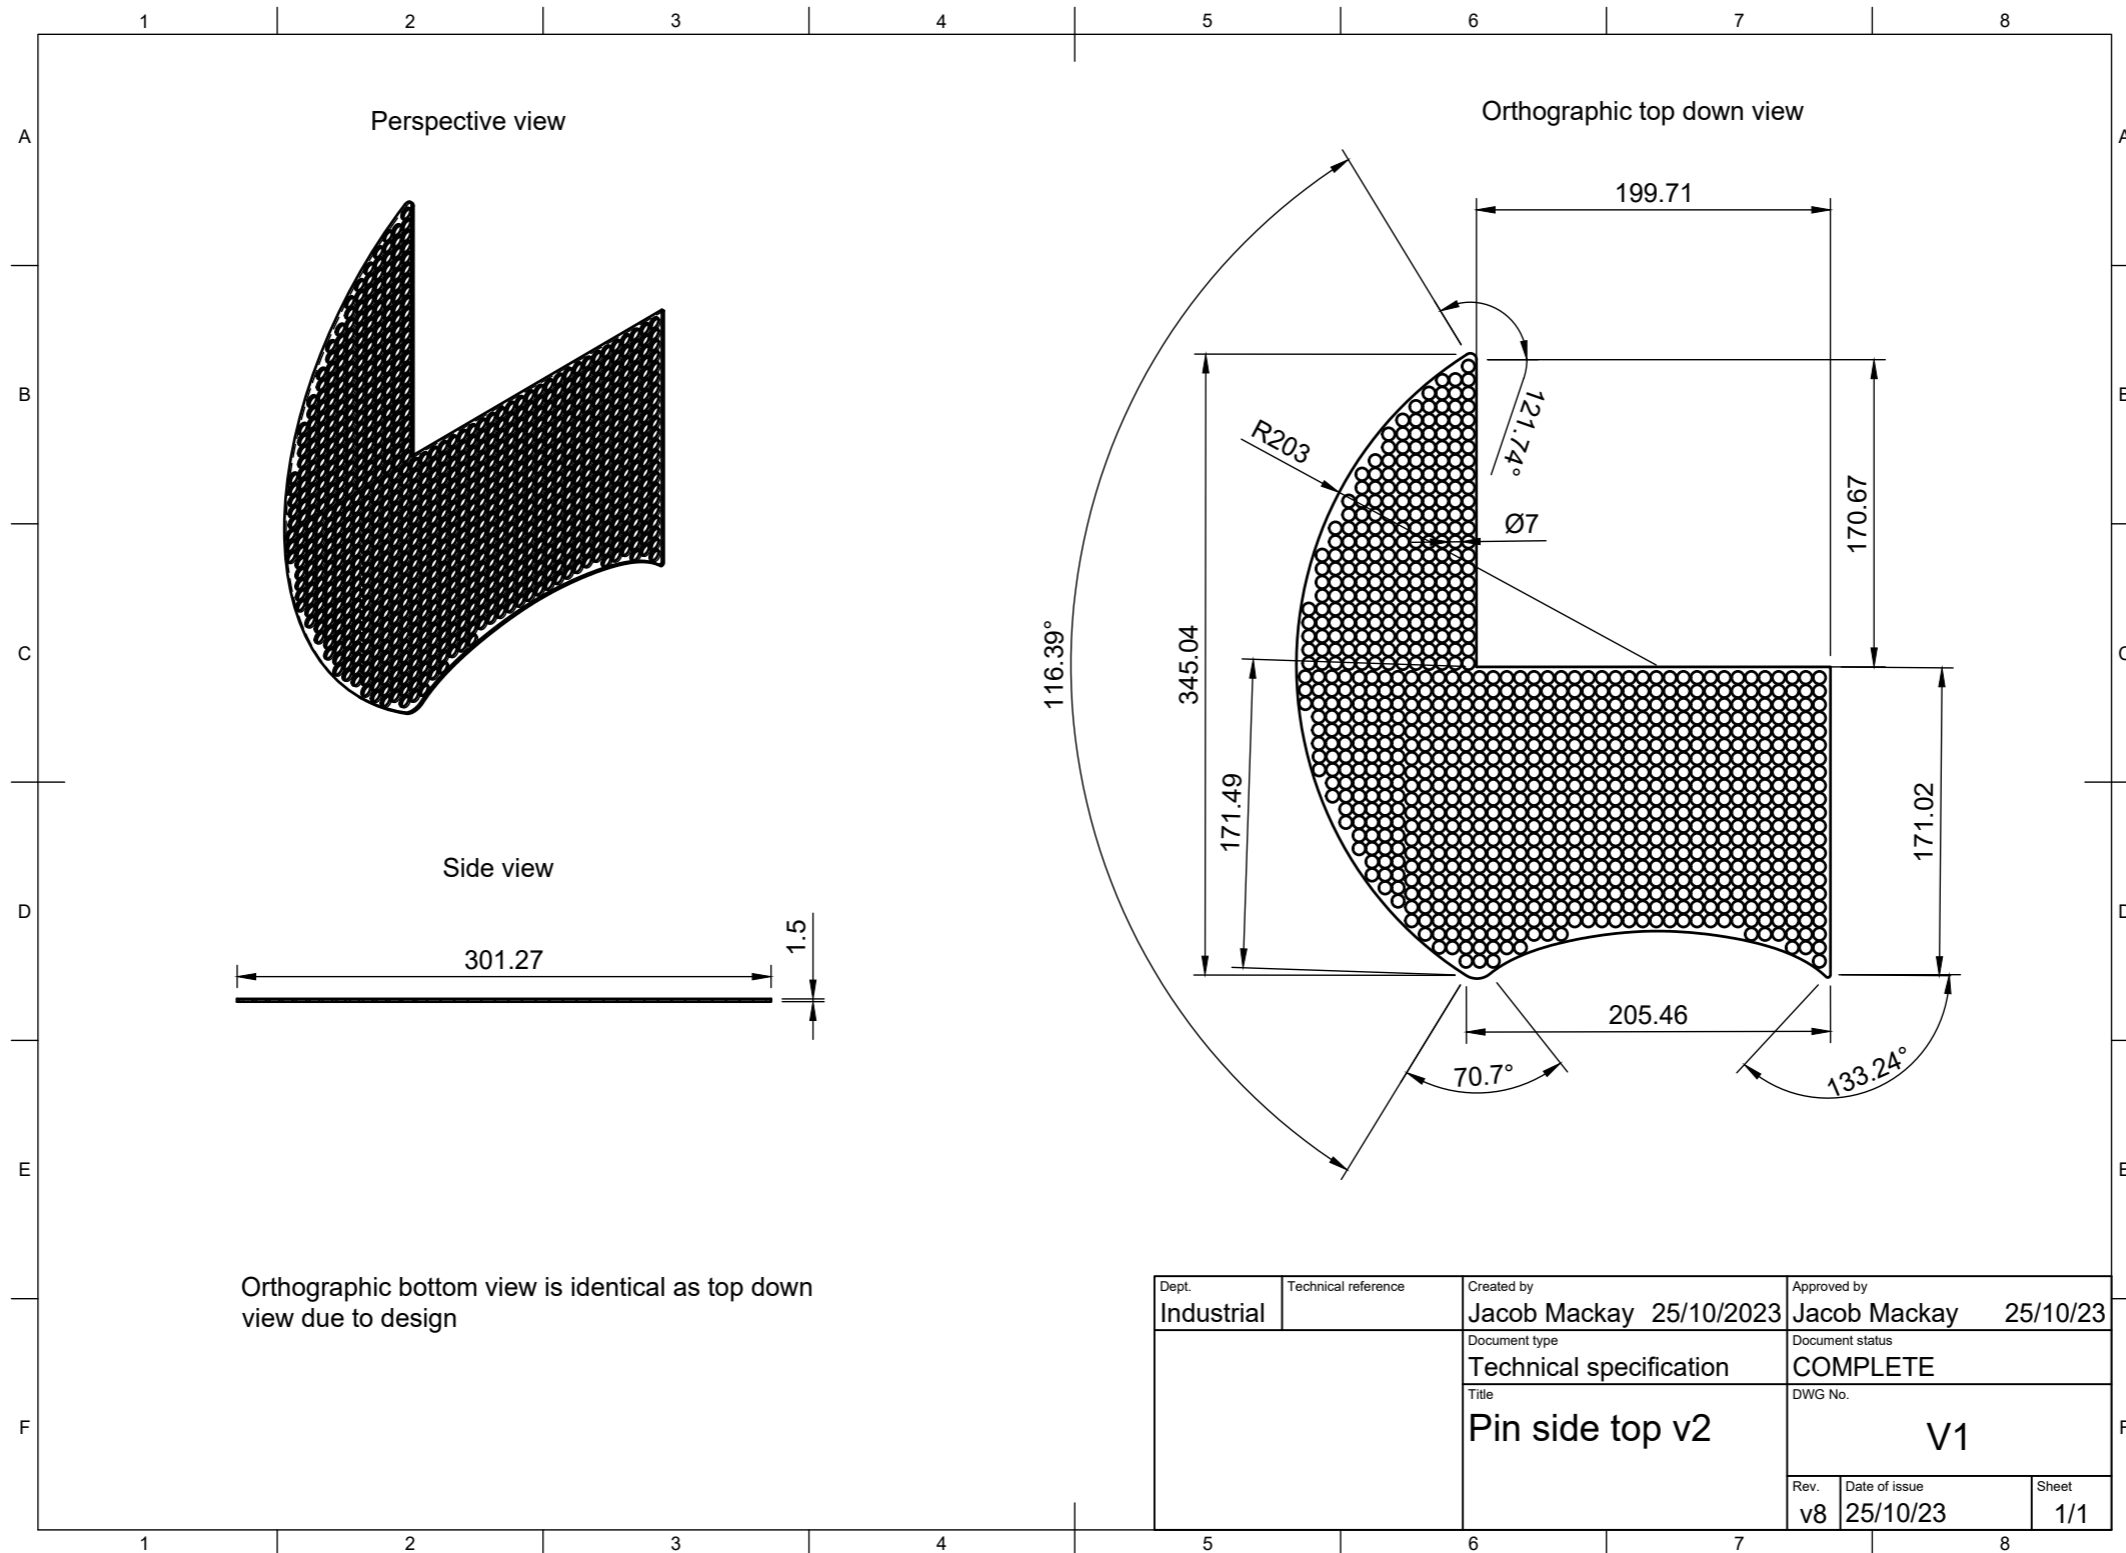 1 2 3 4 5 6 7 8
A
B
C
D
E
F
A
B
C
D
E
F
Perspective view
Orthographic top down view
199.71
121.74°
R203
Ø7
170.67
116.39°
345.04
171.49
171.02
205.46
70.7°
133.24°
Side view
301.27
1.5
Orthographic bottom view is identical as top down
view due to design
Dept.
Industrial
Technical reference
Created by
Jacob Mackay 25/10/2023
Approved by
Jacob Mackay 25/10/23
Document type
Technical specification
Document status
COMPLETE
Title
Pin side top v2
DWG No.
V1
Rev.
v8
Date of issue
25/10/23
Sheet
1/1
1 2 3 4 5 6 7 8